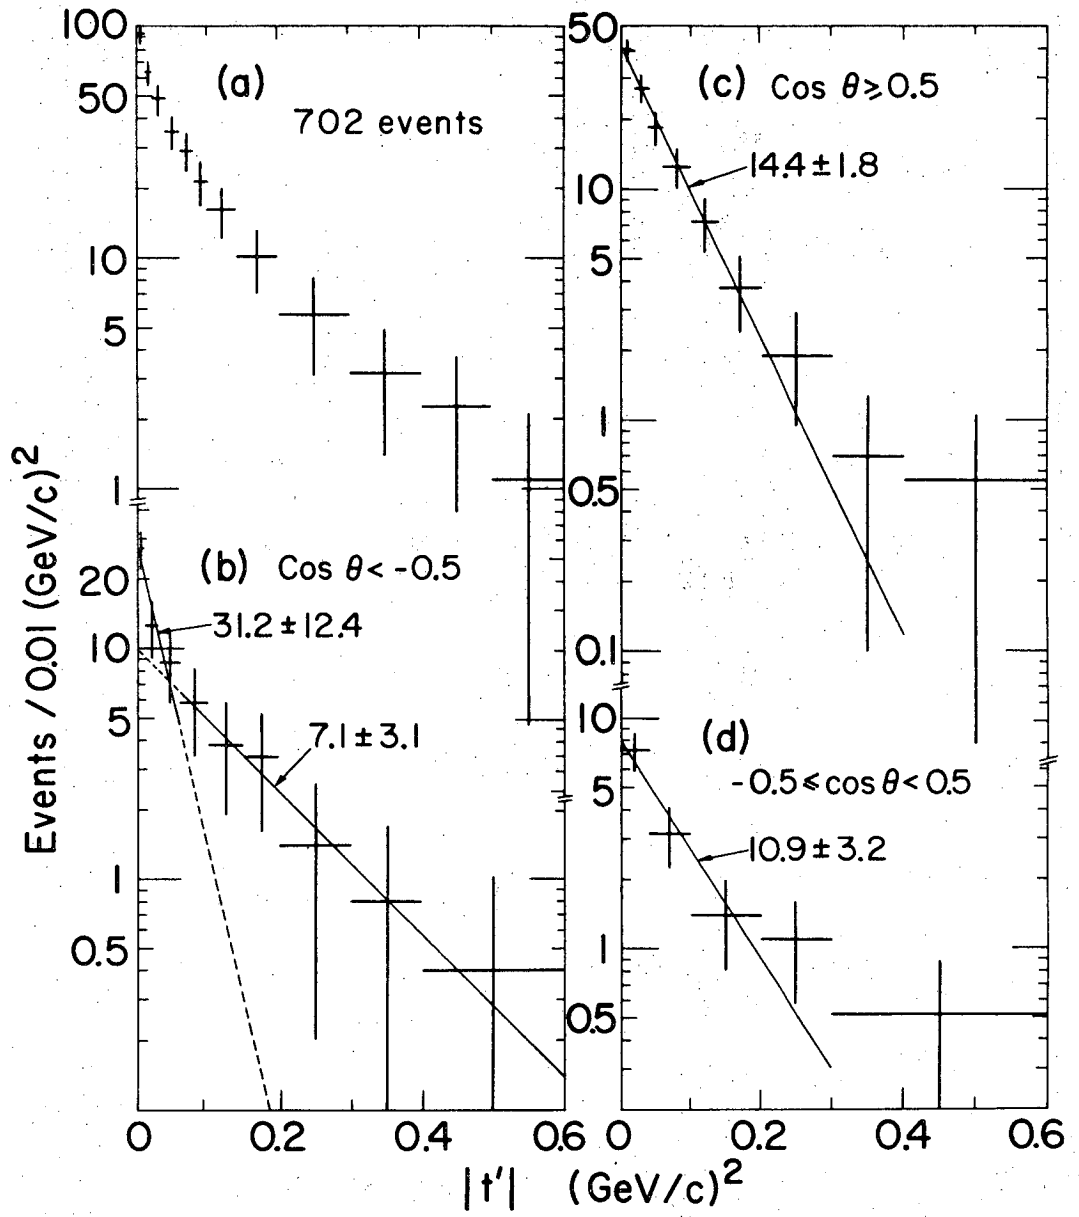 (a)
702 events
100
50
10
5
1
(b) Cos θ < -0.5
31.2 ± 12.4
7.1 ± 3.1
20
10
5
1
0.5
(c) Cos θ ⩾ 0.5
14.4 ± 1.8
50
10
5
1
0.5
0.1
(d)
-0.5 ⩽ cos θ < 0.5
10.9 ± 3.2
10
5
1
0.5
0 0.2 0.4 0.6
0 0.2 0.4 0.6
Events / 0.01 (GeV/c)²
|t'| (GeV/c)²